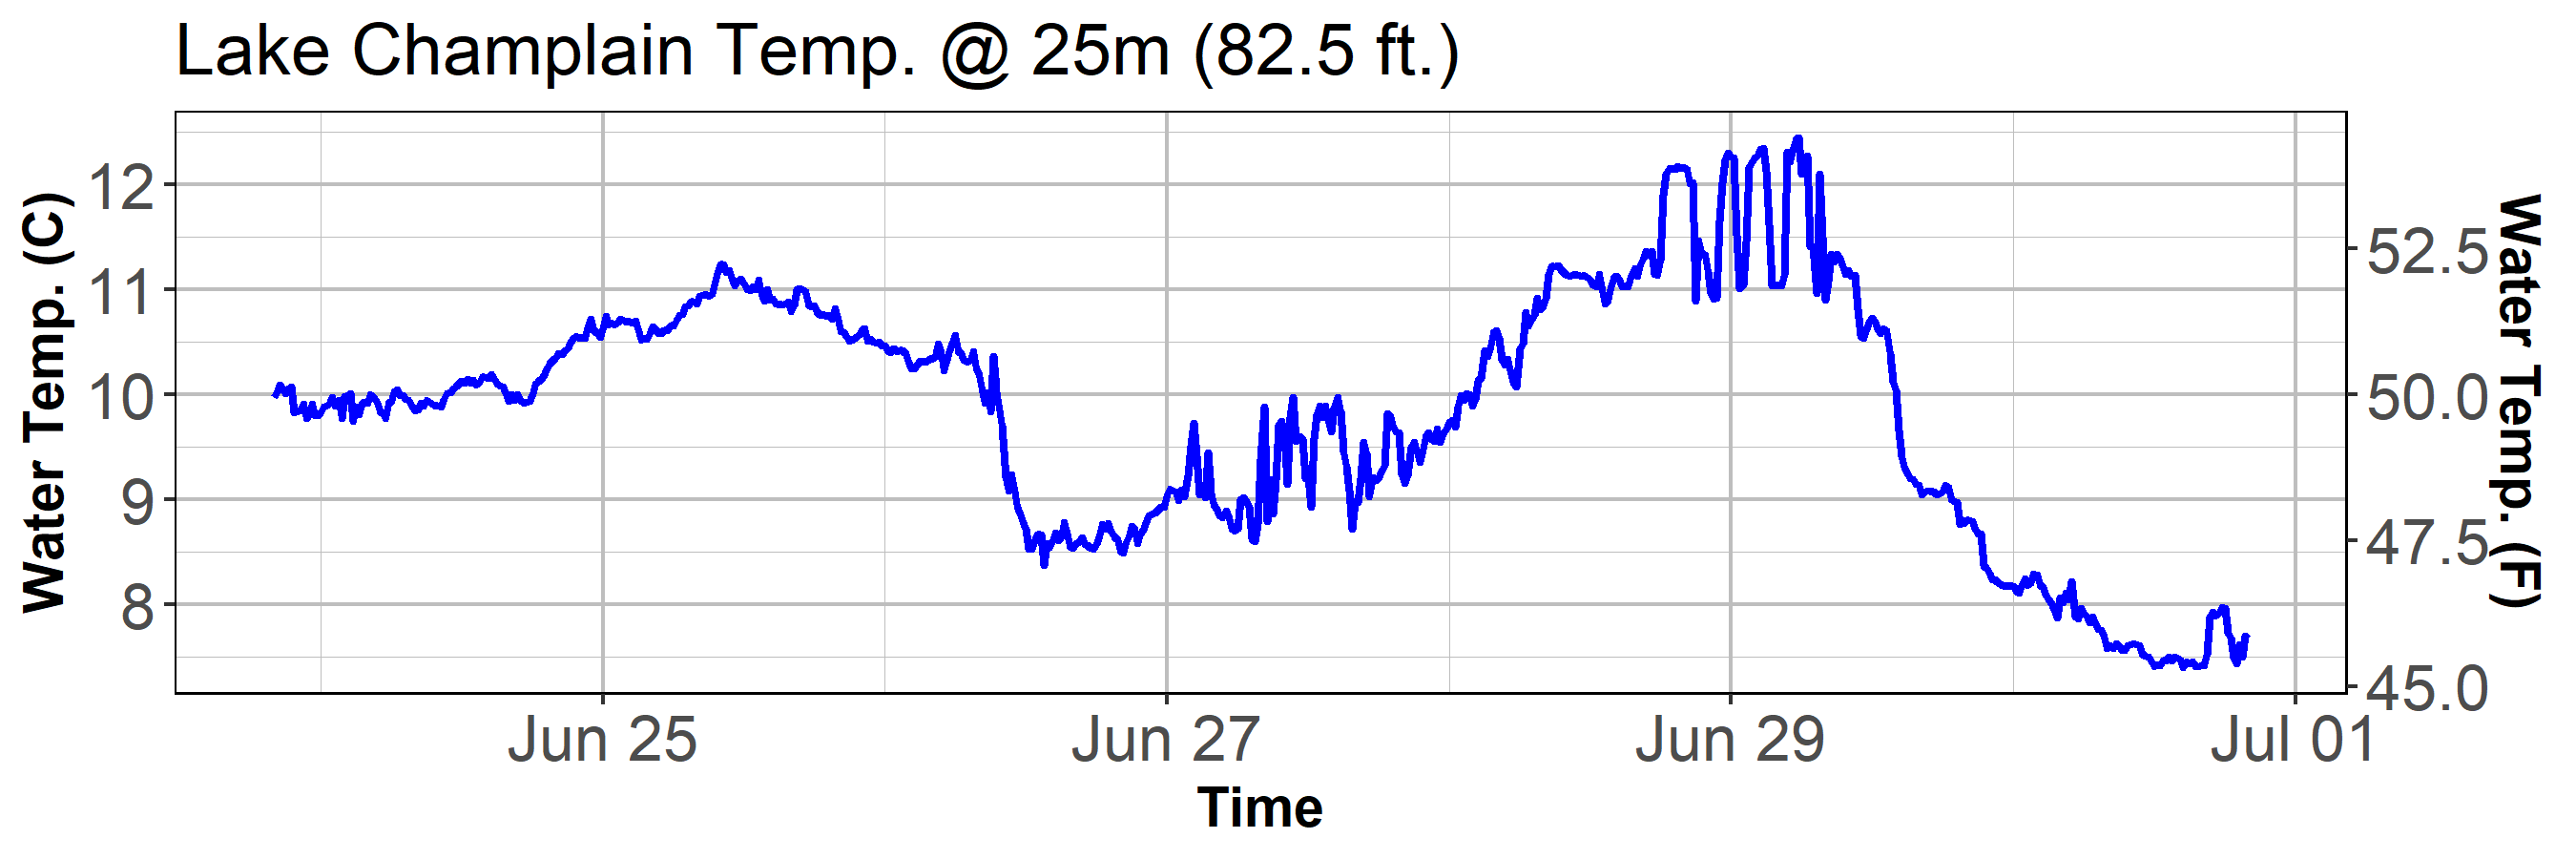 Lake Champlain Temp. @ 25m (82.5 ft.)
Water Temp. (C)
12
11
10
9
8
52.5
50.0
47.5
45.0
Water Temp. (F)
Jun 25
Jun 27
Jun 29
Jul 01
Time